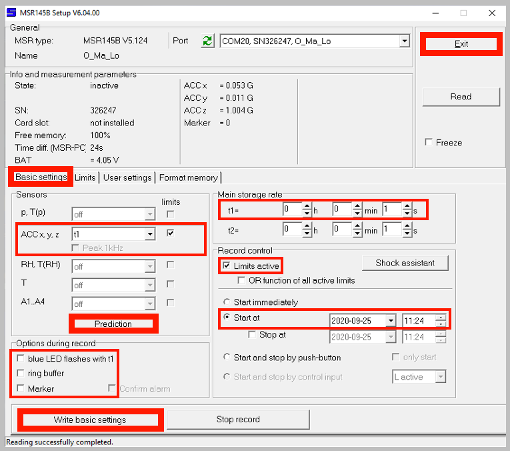 MSR145B Setup V6.04.00
General
MSR type: MSR145B V5.124 Port COM20, SN326247, O_Ma_Lo
Name O_Ma_Lo
Exit
Info and measurement parameters
State: inactive ACC x = 0.053 G
ACC y = 0.011 G
ACC z = 1.004 G
SN: 326247 Marker = 0
Card slot: not installed
Free memory: 100%
Time diff. (MSR-PC) 24s
BAT = 4.05 V
Read
Freeze
Basic settings Limits User settings Format memory
Sensors limits
p, T(p) off
ACC x, y, z t1
Peak 1kHz
RH, T(RH) off
T off
A1..A4 off
Prediction
Main storage rate
t1= 0 h 0 min 1 s
t2= 0 h 0 min 1 s
Record control
Limits active Shock assistant
OR function of all active limits
Start immediately
Start at 2020-09-25 11:24
Stop at 2020-09-25 11:24
Start and stop by push-button only start
Start and stop by control input L active
Options during record
blue LED flashes with t1
ring buffer
Marker Confirm alarm
Write basic settings Stop record
Reading successfully completed.